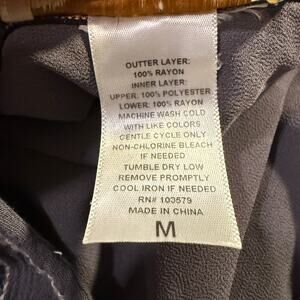 OUTTER LAYER:
100% RAYON
INNER LAYER:
UPPER: 100% POLYESTER
LOWER: 100% RAYON
MACHINE WASH COLD
WITH LIKE COLORS
GENTLE CYCLE ONLY
NON-CHLORINE BLEACH
IF NEEDED
TUMBLE DRY LOW
REMOVE PROMPTLY
COOL IRON IF NEEDED
RN# 103579
MADE IN CHINA
M